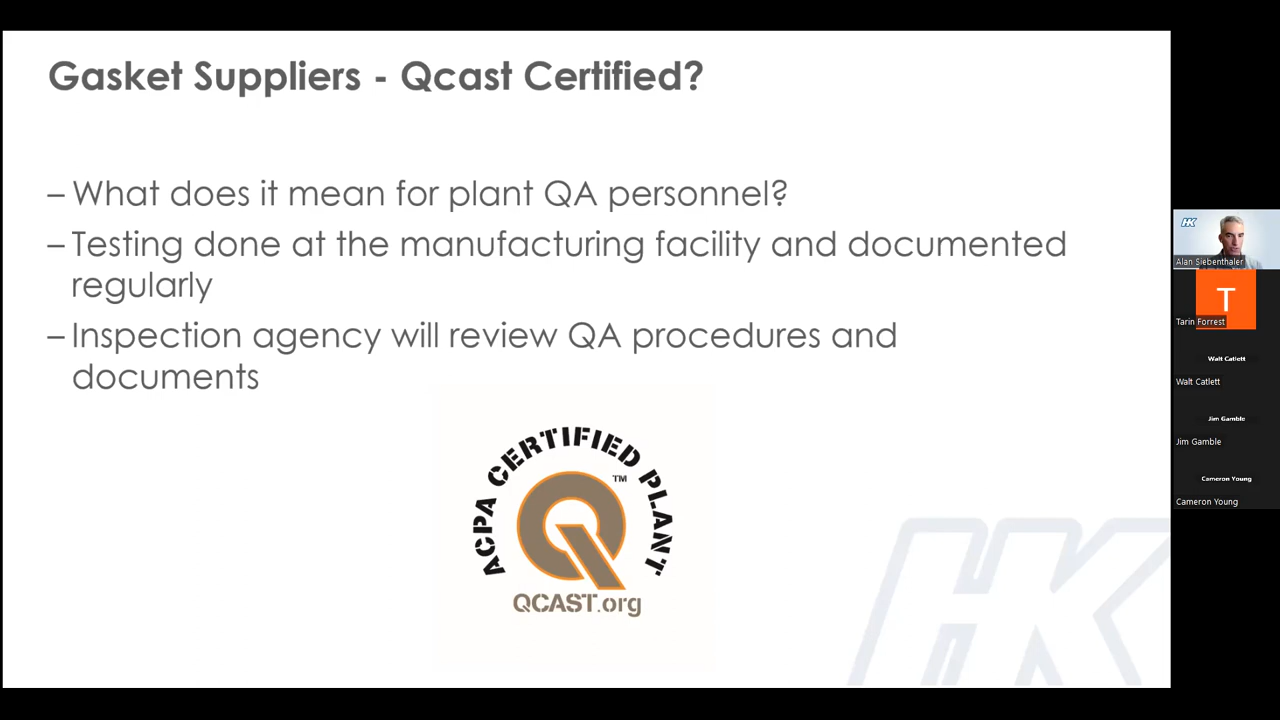 Gasket Suppliers - Qcast Certified?
– What does it mean for plant QA personnel?
– Testing done at the manufacturing facility and documented
regularly
– Inspection agency will review QA procedures and
documents
ACPA CERTIFIED PLANT
TM
Q
QCAST.org
HK
HK
Alan Siebenthaler
T
Tarin Forrest
Walt Catlett
Walt Catlett
Jim Gamble
Jim Gamble
Cameron Young
Cameron Young